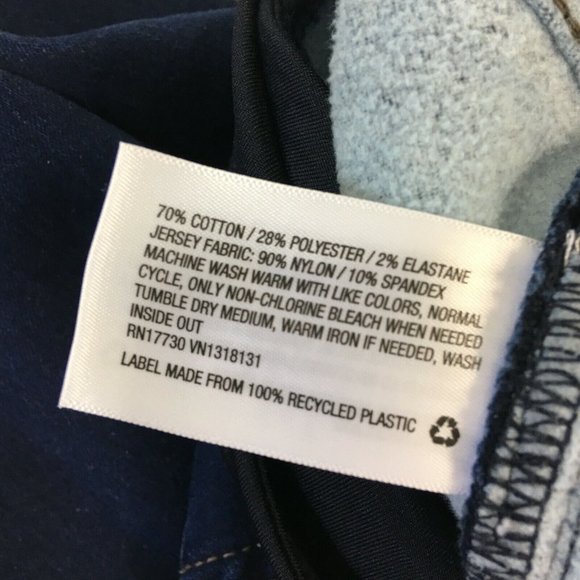 70% COTTON / 28% POLYESTER / 2% ELASTANE
JERSEY FABRIC: 90% NYLON / 10% SPANDEX
MACHINE WASH WARM WITH LIKE COLORS, NORMAL
CYCLE, ONLY NON-CHLORINE BLEACH WHEN NEEDED
TUMBLE DRY MEDIUM, WARM IRON IF NEEDED, WASH
INSIDE OUT
RN17730 VN1318131
LABEL MADE FROM 100% RECYCLED PLASTIC